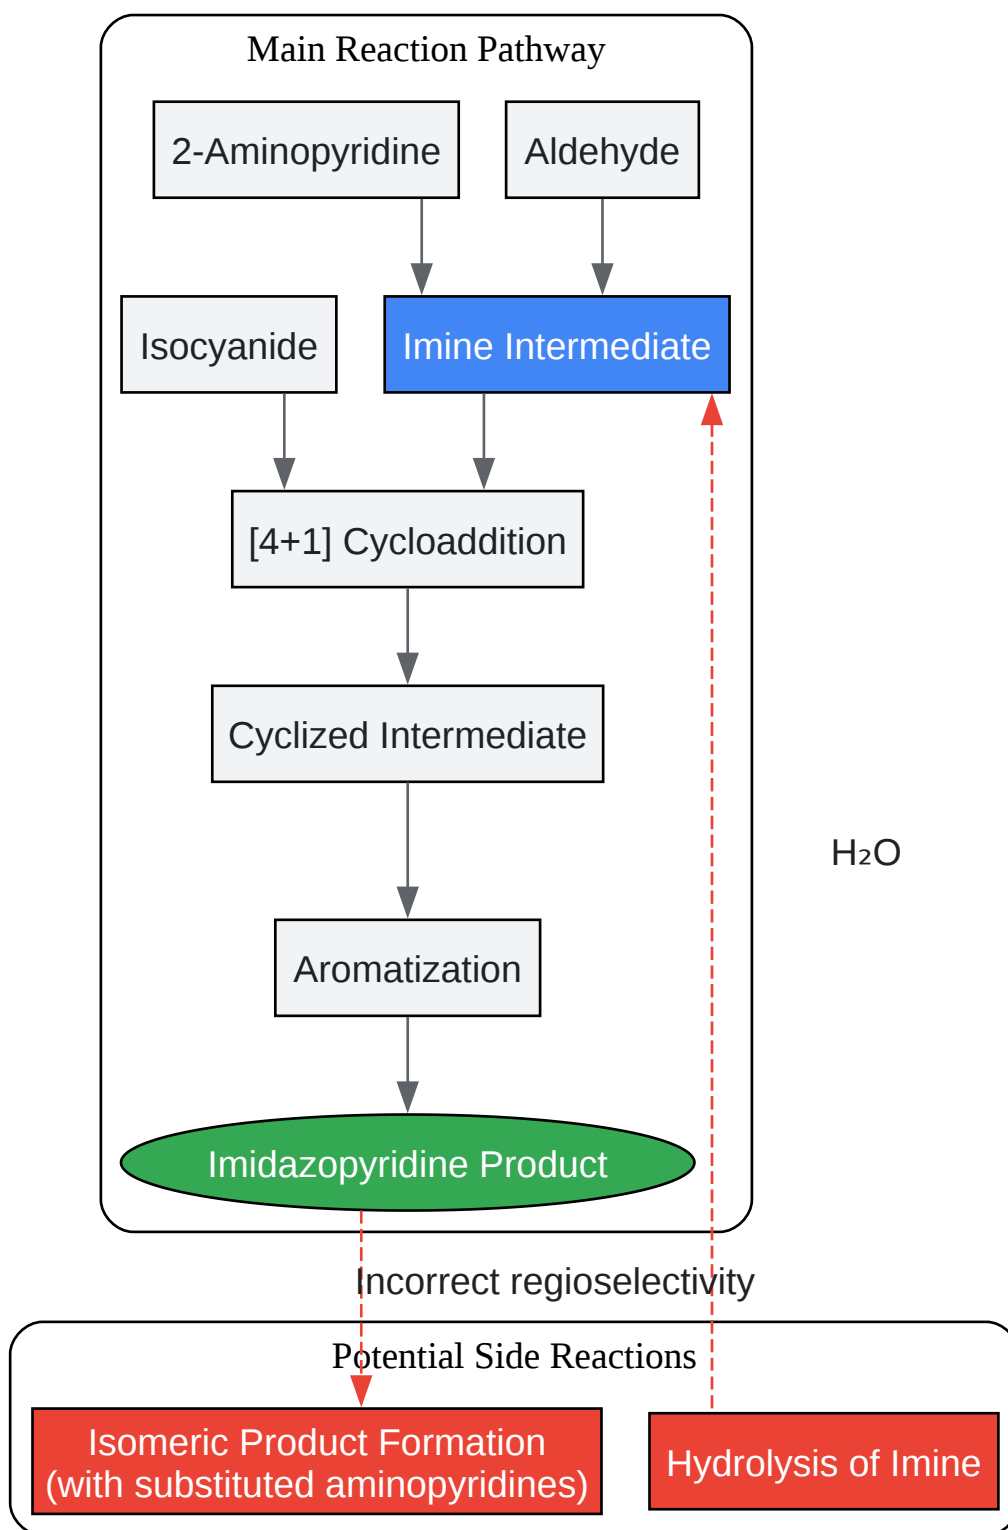 Main Reaction Pathway
2-Aminopyridine
Aldehyde
Isocyanide
Imine Intermediate
[4+1] Cycloaddition
Cyclized Intermediate
H₂O
Aromatization
Imidazopyridine Product
Incorrect regioselectivity
Potential Side Reactions
Isomeric Product Formation
(with substituted aminopyridines)
Hydrolysis of Imine